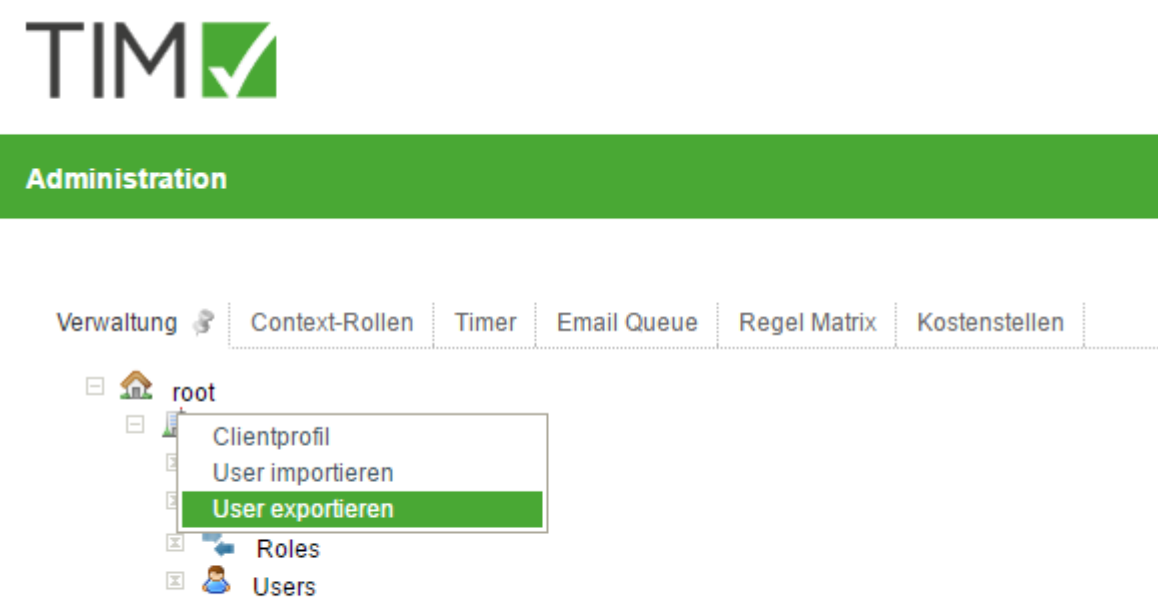 TIM
Administration
Verwaltung Context-Rollen Timer Email Queue Regel Matrix Kostenstellen
root
Clientprofil
User importieren
User exportieren
Roles
Users